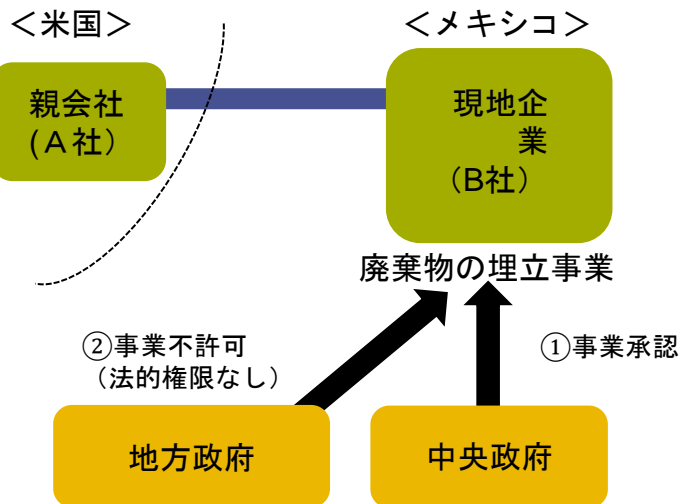 ＜米国＞
＜メキシコ＞
親会社
(Ａ社）
現地企
業
（B社）
廃棄物の埋立事業
②事業不許可
（法的権限なし）
①事業承認
地方政府
中央政府